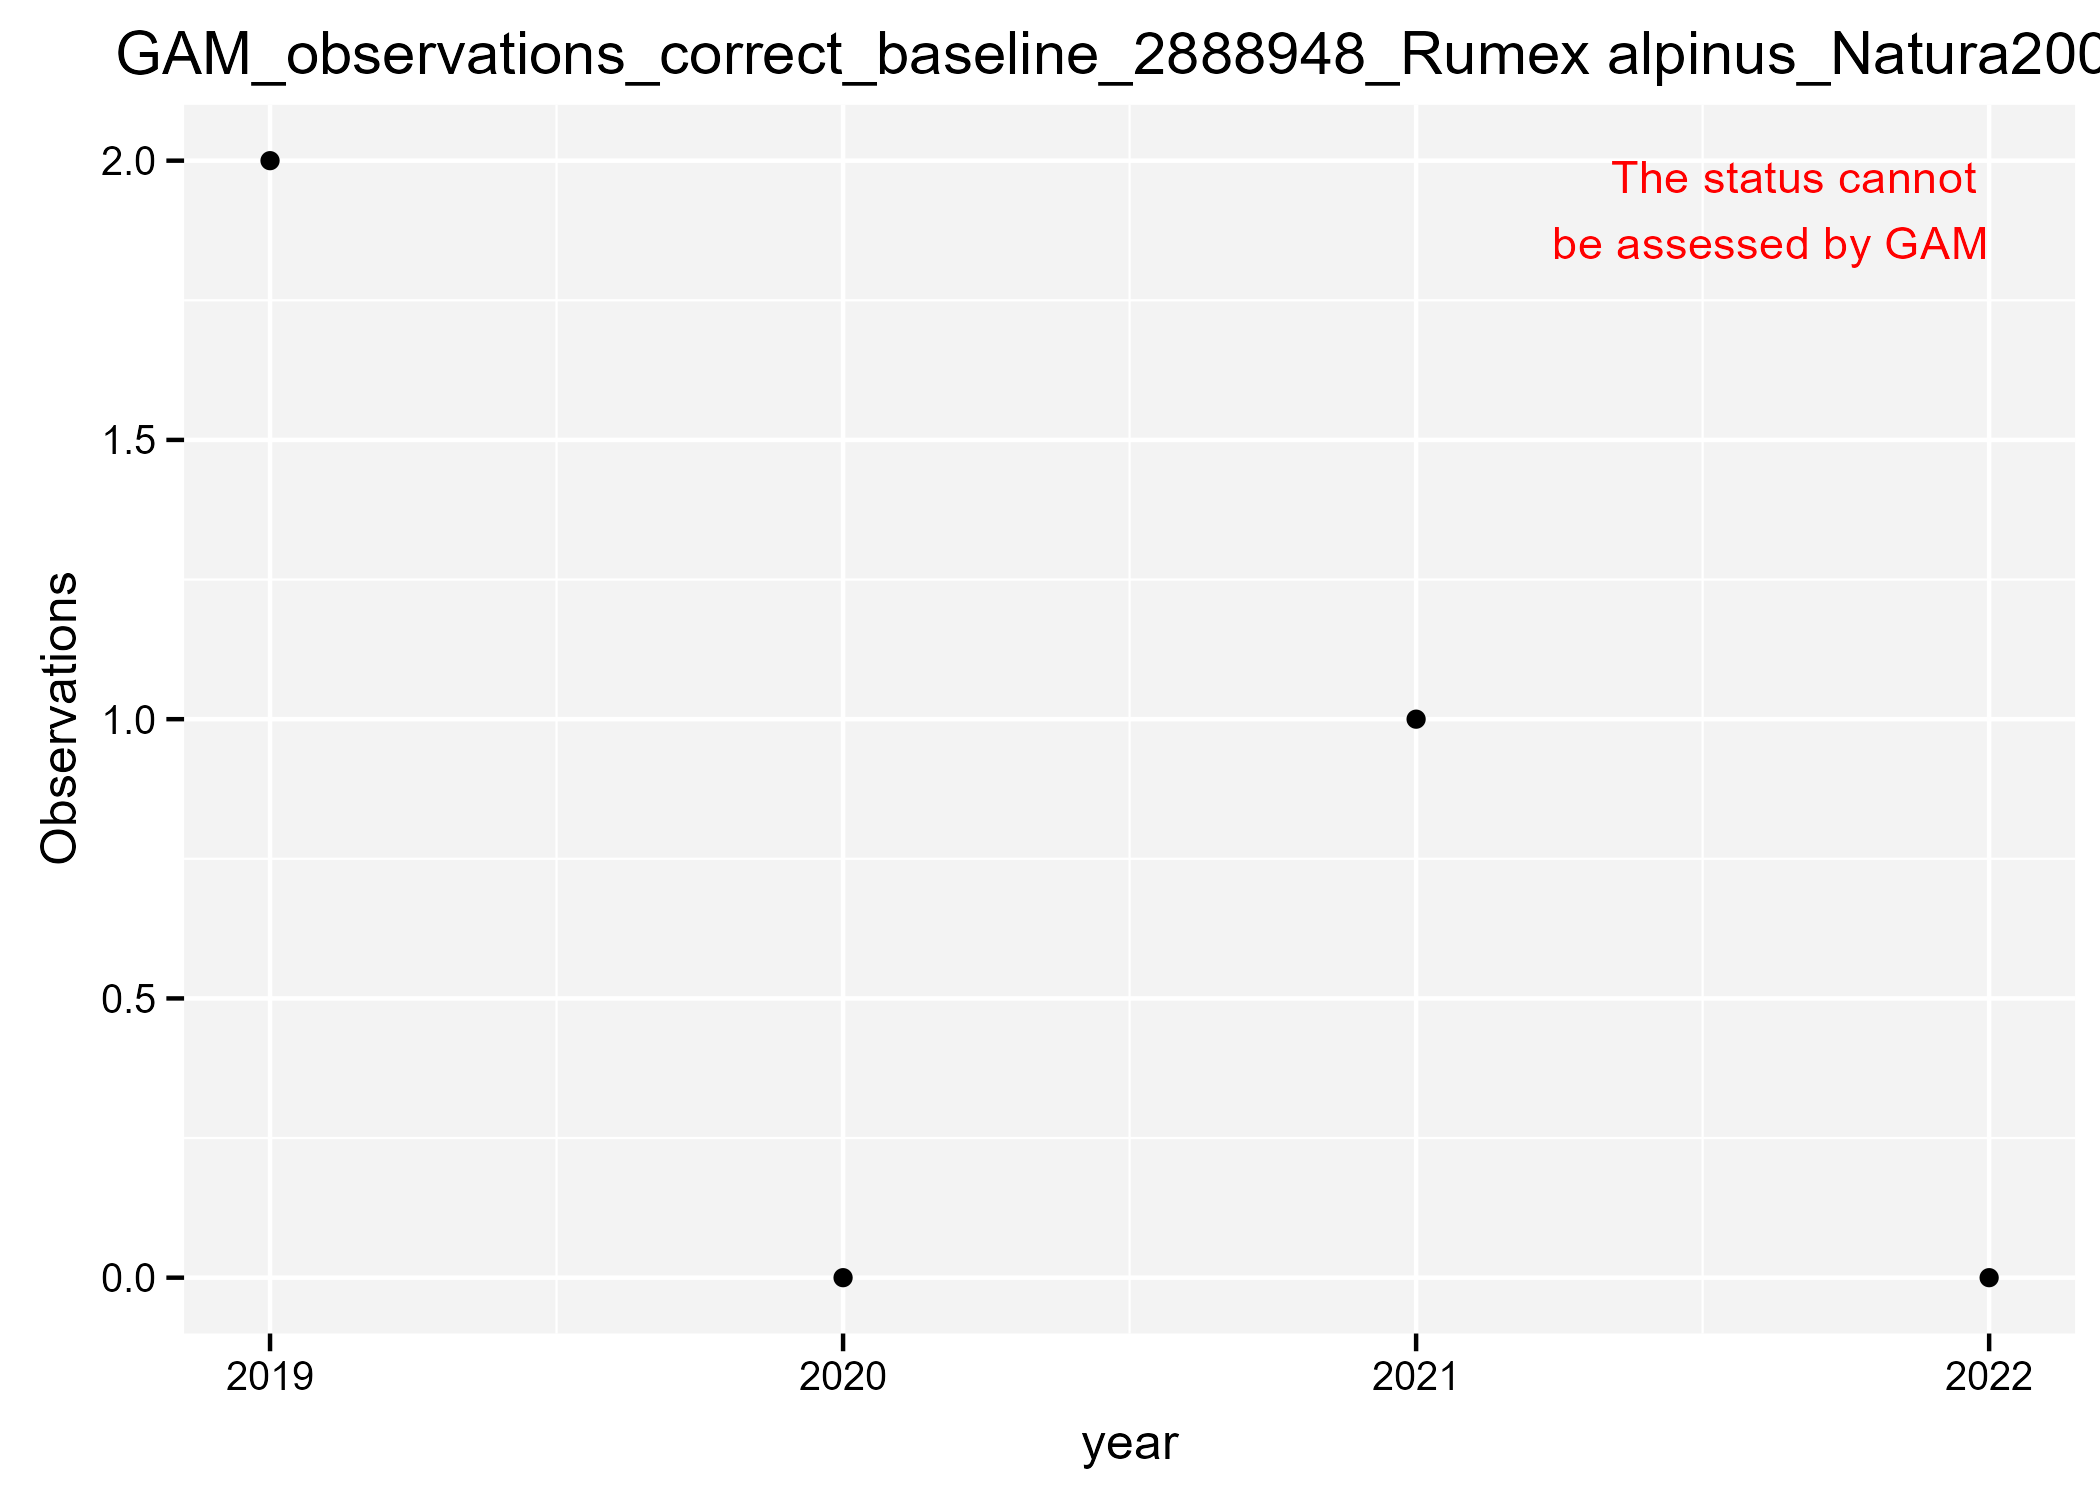 GAM_observations_correct_baseline_2888948_Rumex alpinus_Natura200
2.0
The status cannot
be assessed by GAM
1.5
Observations
1.0
0.5
0.0
2019 2020 2021 2022
year